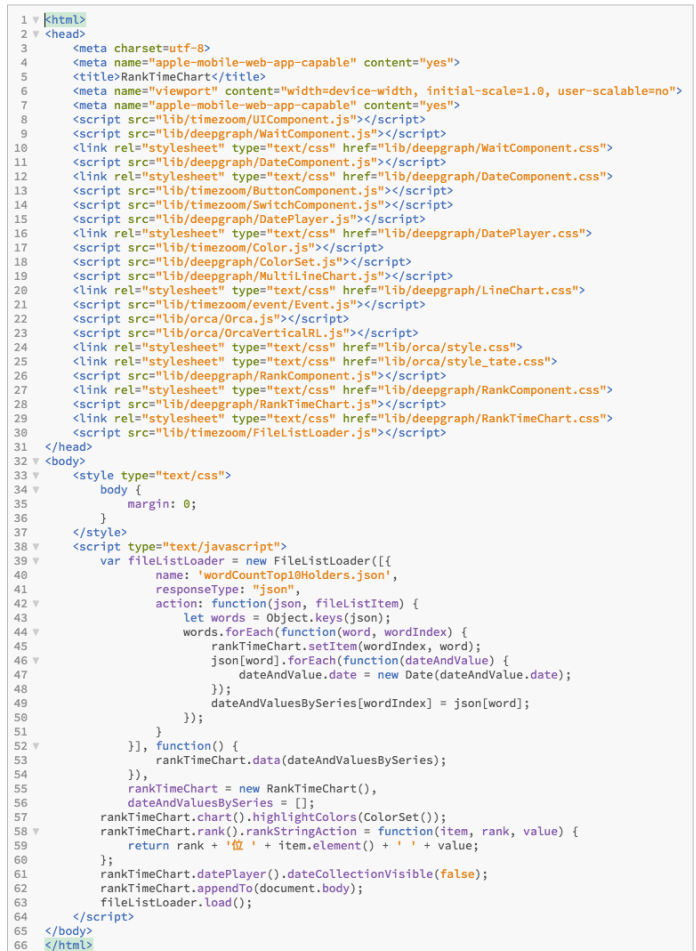 1 <html>
2 <head>
3 <meta charset=utf-8>
4 <meta name="apple-mobile-web-app-capable" content="yes">
5 <title>RankTimeChart</title>
6 <meta name="viewport" content="width=device-width, initial-scale=1.0, user-scalable=no">
7 <meta name="apple-mobile-web-app-capable" content="yes">
8 <script src="lib/timezoom/UIComponent.js"></script>
9 <script src="lib/deepgraph/WaitComponent.js"></script>
10 <link rel="stylesheet" type="text/css" href="lib/deepgraph/WaitComponent.css">
11 <script src="lib/deepgraph/DateComponent.js"></script>
12 <link rel="stylesheet" type="text/css" href="lib/deepgraph/DateComponent.css">
13 <script src="lib/timezoom/ButtonComponent.js"></script>
14 <script src="lib/timezoom/SwitchComponent.js"></script>
15 <script src="lib/deepgraph/DatePlayer.js"></script>
16 <link rel="stylesheet" type="text/css" href="lib/deepgraph/DatePlayer.css">
17 <script src="lib/timezoom/Color.js"></script>
18 <script src="lib/deepgraph/ColorSet.js"></script>
19 <script src="lib/deepgraph/MultiLineChart.js"></script>
20 <link rel="stylesheet" type="text/css" href="lib/deepgraph/LineChart.css">
21 <script src="lib/timezoom/event/Event.js"></script>
22 <script src="lib/orca/Orca.js"></script>
23 <script src="lib/orca/OrcaVerticalRL.js"></script>
24 <link rel="stylesheet" type="text/css" href="lib/orca/style.css">
25 <link rel="stylesheet" type="text/css" href="lib/orca/style_tate.css">
26 <script src="lib/deepgraph/RankComponent.js"></script>
27 <link rel="stylesheet" type="text/css" href="lib/deepgraph/RankComponent.css">
28 <script src="lib/deepgraph/RankTimeChart.js"></script>
29 <link rel="stylesheet" type="text/css" href="lib/deepgraph/RankTimeChart.css">
30 <script src="lib/timezoom/FileListLoader.js"></script>
31 </head>
32 <body>
33 <style type="text/css">
34 body {
35 margin: 0;
36 }
37 </style>
38 <script type="text/javascript">
39 var fileListLoader = new FileListLoader([{
40 name: 'wordCountTop10Holders.json',
41 responseType: "json",
42 action: function(json, fileListItem) {
43 let words = Object.keys(json);
44 words.forEach(function(word, wordIndex) {
45 rankTimeChart.setItem(wordIndex, word);
46 json[word].forEach(function(dateAndValue) {
47 dateAndValue.date = new Date(dateAndValue.date);
48 });
49 dateAndValuesBySeries[wordIndex] = json[word];
50 });
51 }
52 }], function() {
53 rankTimeChart.data(dateAndValuesBySeries);
54 }),
55 rankTimeChart = new RankTimeChart(),
56 dateAndValuesBySeries = [];
57 rankTimeChart.chart().highlightColors(ColorSet());
58 rankTimeChart.rank().rankStringAction = function(item, rank, value) {
59 return rank + '位 ' + item.element() + ' ' + value;
60 };
61 rankTimeChart.datePlayer().dateCollectionVisible(false);
62 rankTimeChart.appendTo(document.body);
63 fileListLoader.load();
64 </script>
65 </body>
66 </html>